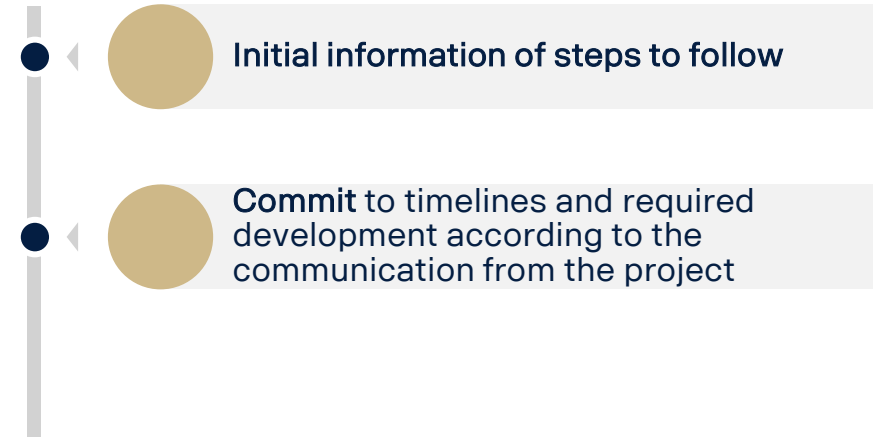 Initial information of steps to follow
Commit to timelines and required
development according to the
communication from the project